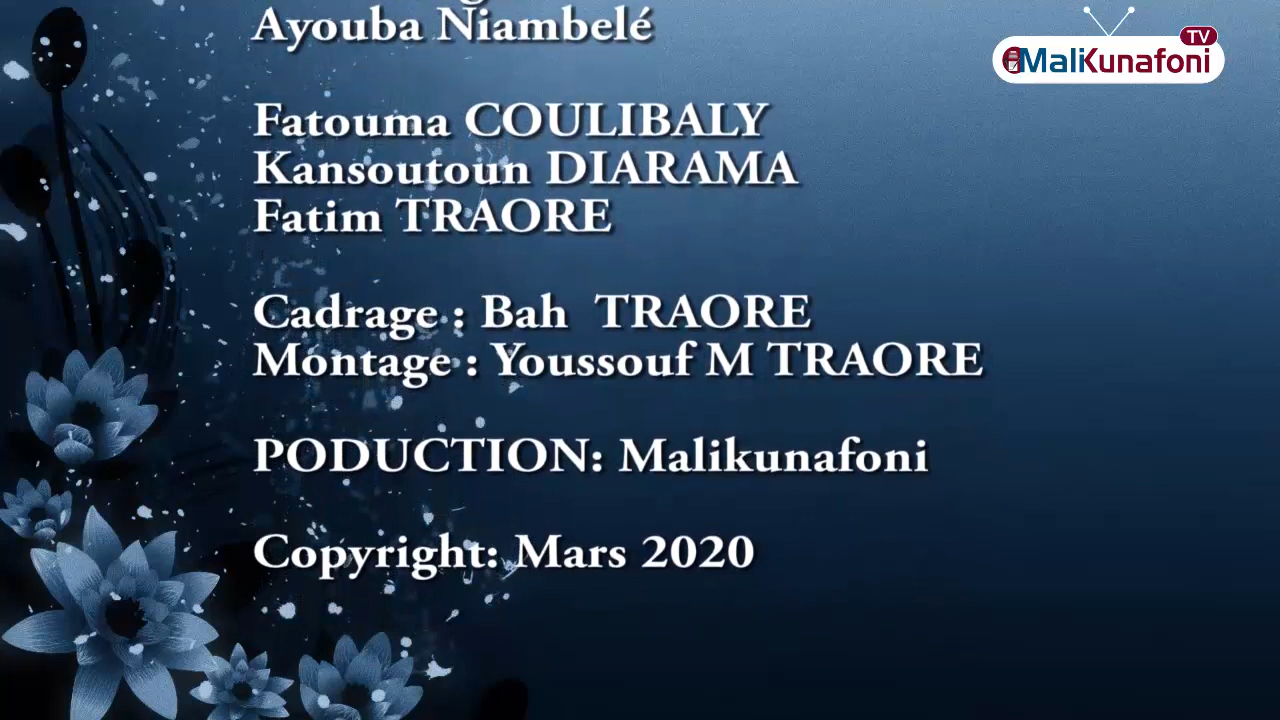 Ayouba Niambelé
Fatouma COULIBALY
Kansoutoun DIARAMA
Fatim TRAORE
Cadrage : Bah TRAORE
Montage : Youssouf M TRAORE
PODUCTION: Malikunafoni
Copyright: Mars 2020
MaliKunafoni
TV